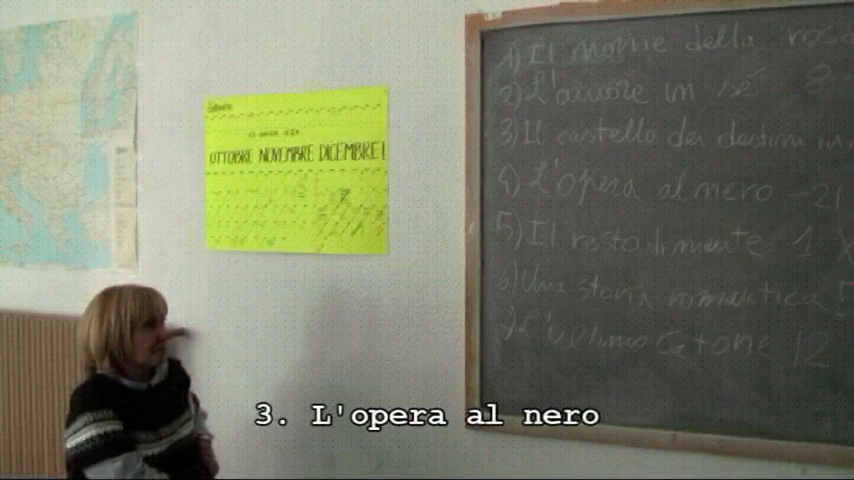 OTTOBRE NOVEMBRE DICEMBRE!
1) Il nome della rosa
2) L'amore in sé 8
3) Il castello dei destini in
4) L'opera al nero - 21
5) Il resto di niente 1 X
6) Una storia romantica 5
7) L'ultimo Catone 12
3. L'opera al nero